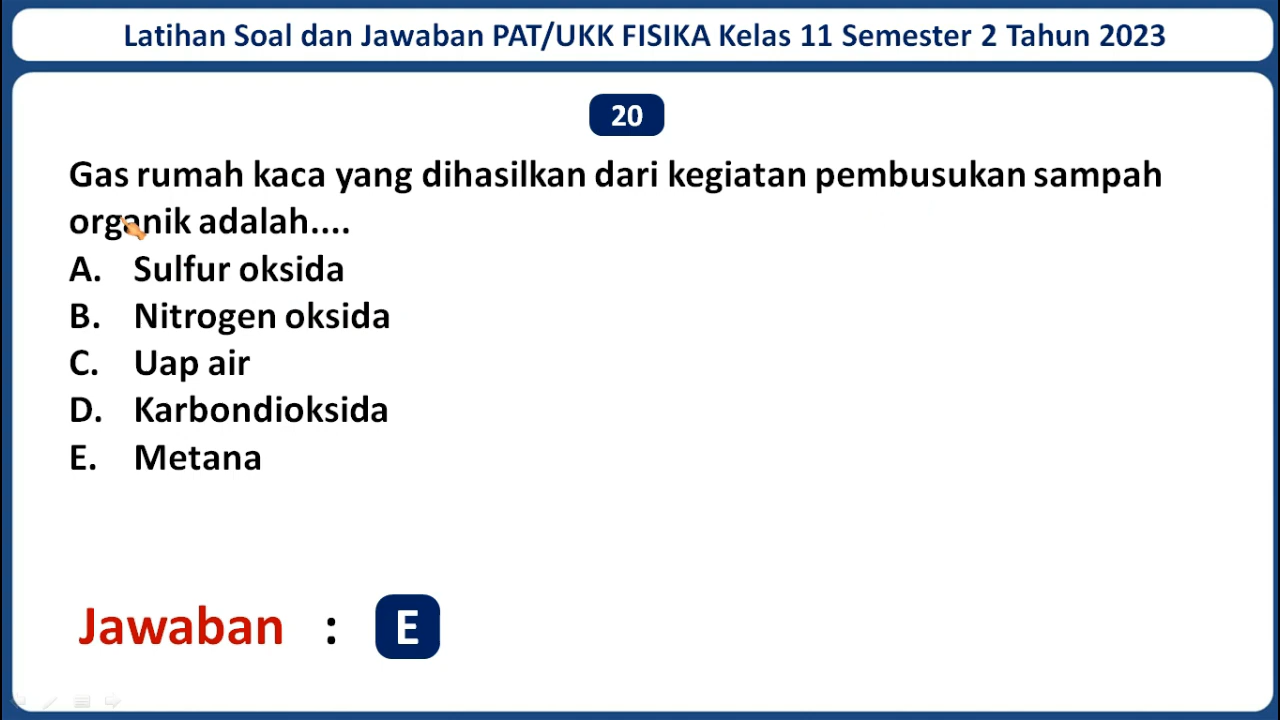 Latihan Soal dan Jawaban PAT/UKK FISIKA Kelas 11 Semester 2 Tahun 2023
20
Gas rumah kaca yang dihasilkan dari kegiatan pembusukan sampah
organik adalah....
A. Sulfur oksida
B. Nitrogen oksida
C. Uap air
D. Karbondioksida
E. Metana
Jawaban : E